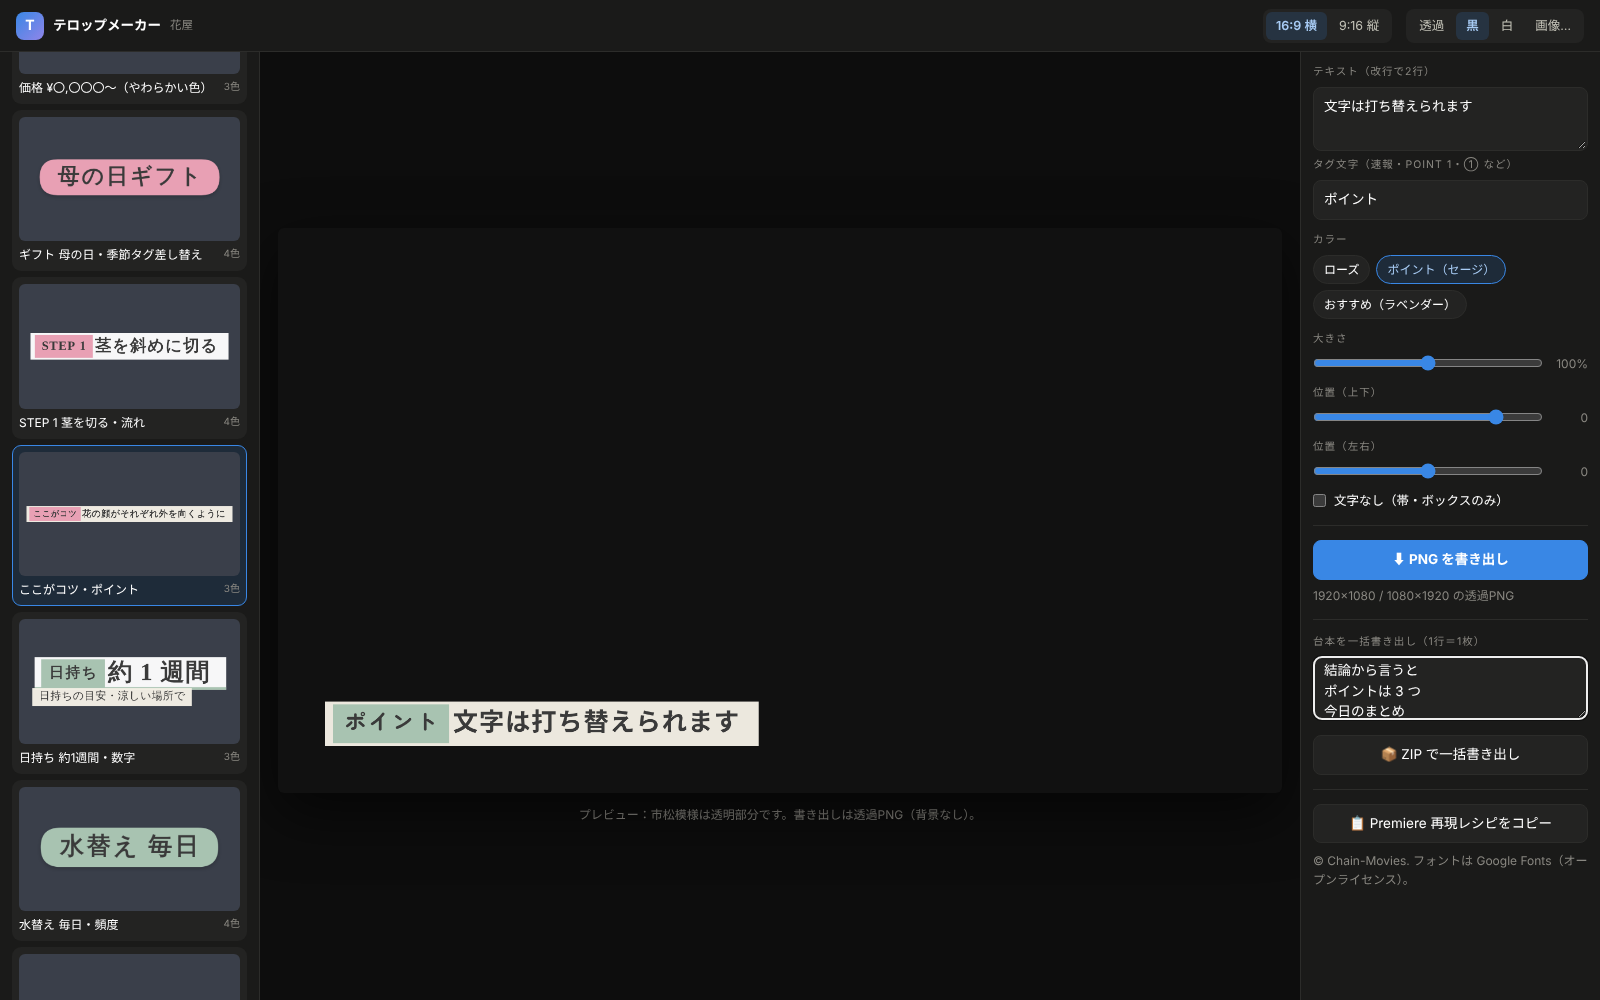 T テロップメーカー 花屋
16:9 横 9:16 縦 透過 黒 白 画像...
価格 ¥〇,〇〇〇〜（やわらかい色） 3色
母の日ギフト
ギフト 母の日・季節タグ差し替え 4色
STEP 1 茎を斜めに切る
STEP 1 茎を切る・流れ 4色
ここがコツ 花の顔がそれぞれ外を向くように
ここがコツ・ポイント 3色
日持ち 約 1 週間
日持ちの目安・涼しい場所で
日持ち 約1週間・数字 3色
水替え 毎日
水替え 毎日・頻度 4色
ポイント 文字は打ち替えられます
プレビュー：市松模様は透明部分です。書き出しは透過PNG（背景なし）。
テキスト（改行で2行）
文字は打ち替えられます
タグ文字（速報・POINT 1・① など）
ポイント
カラー
ローズ ポイント（セージ）
おすすめ（ラベンダー）
大きさ
100%
位置（上下）
0
位置（左右）
0
文字なし（帯・ボックスのみ）
⬇ PNG を書き出し
1920×1080 / 1080×1920 の透過PNG
台本を一括書き出し（1行＝1枚）
結論から言うと
ポイントは 3 つ
今日のまとめ
📦 ZIP で一括書き出し
📋 Premiere 再現レシピをコピー
© Chain-Movies. フォントは Google Fonts（オー
プンライセンス）。